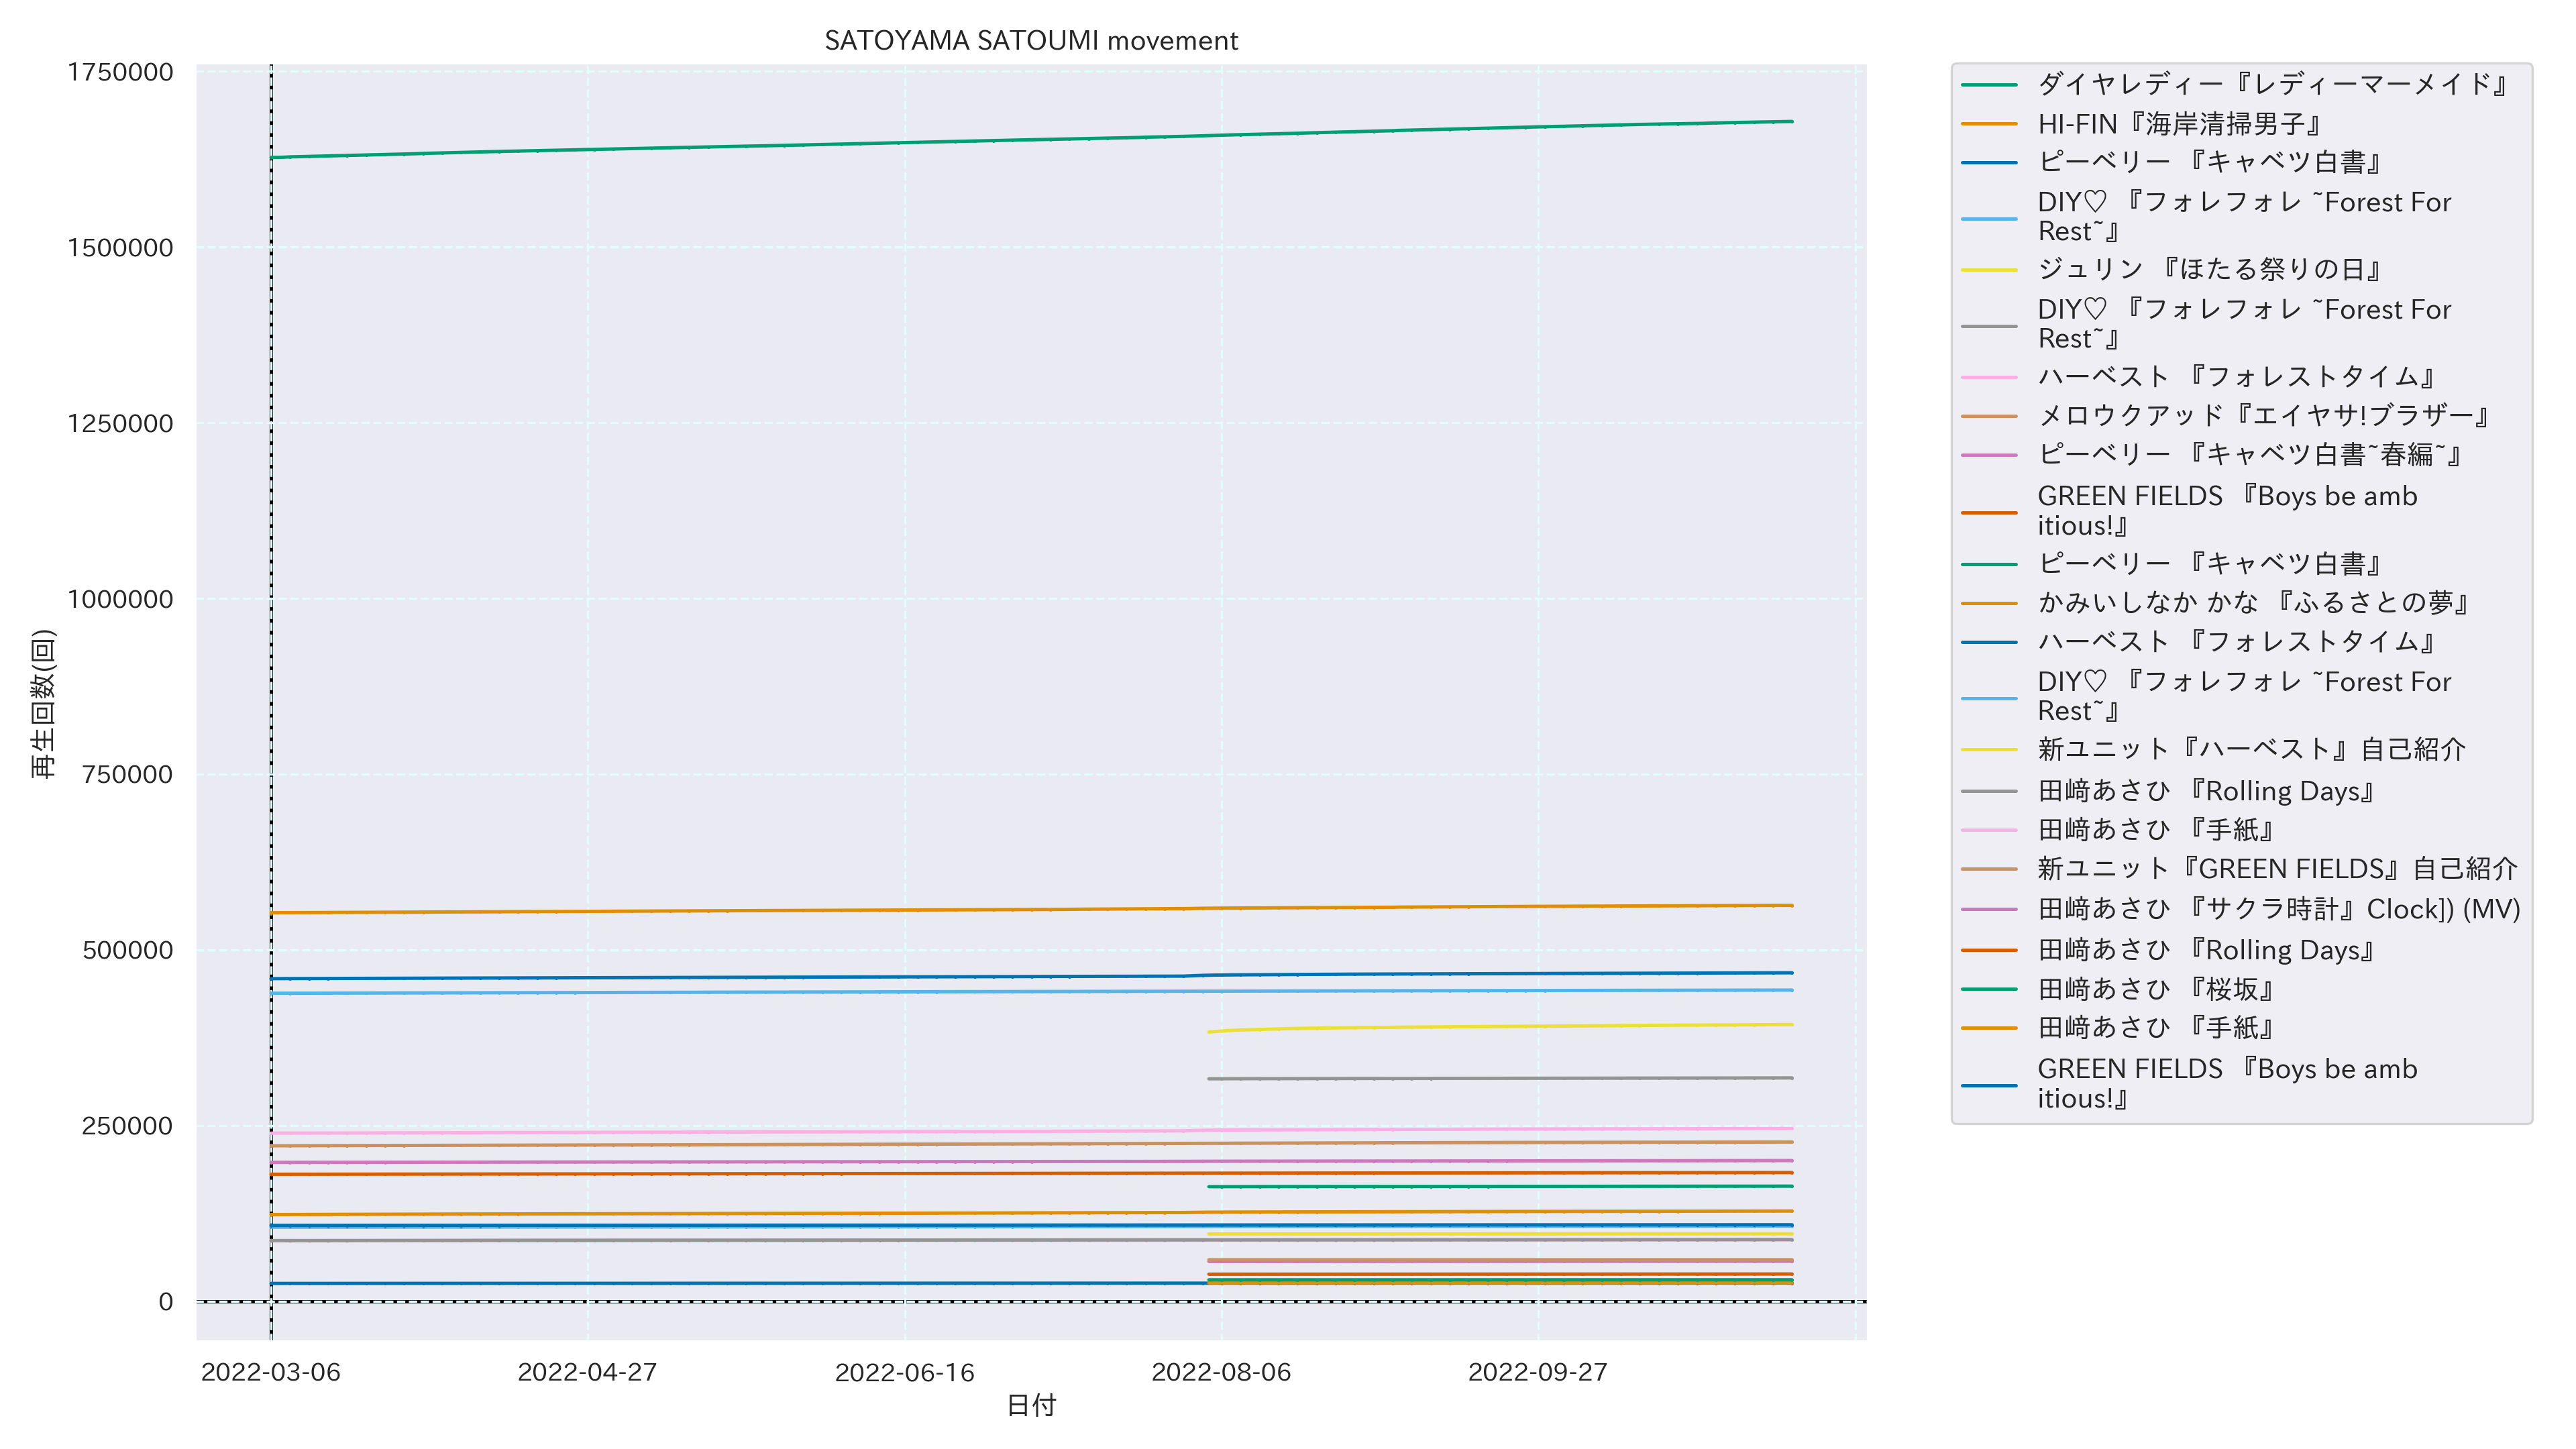 SATOYAMA SATOUMI movement
1750000
1500000
1250000
1000000
750000
500000
250000
0
再生回数(回)
2022-03-06
2022-04-27
2022-06-16
2022-08-06
2022-09-27
日付
ダイヤレディー『レディーマーメイド』
HI-FIN『海岸清掃男子』
ピーベリー 『キャベツ白書』
DIY♡ 『フォレフォレ ~Forest For
Rest~』
ジュリン 『ほたる祭りの日』
DIY♡ 『フォレフォレ ~Forest For
Rest~』
ハーベスト 『フォレストタイム』
メロウクアッド『エイヤサ!ブラザー』
ピーベリー 『キャベツ白書~春編~』
GREEN FIELDS 『Boys be amb
itious!』
ピーベリー 『キャベツ白書』
かみいしなか かな 『ふるさとの夢』
ハーベスト 『フォレストタイム』
DIY♡ 『フォレフォレ ~Forest For
Rest~』
新ユニット『ハーベスト』自己紹介
田﨑あさひ 『Rolling Days』
田﨑あさひ 『手紙』
新ユニット『GREEN FIELDS』自己紹介
田﨑あさひ 『サクラ時計』Clock]) (MV)
田﨑あさひ 『Rolling Days』
田﨑あさひ 『桜坂』
田﨑あさひ 『手紙』
GREEN FIELDS 『Boys be amb
itious!』